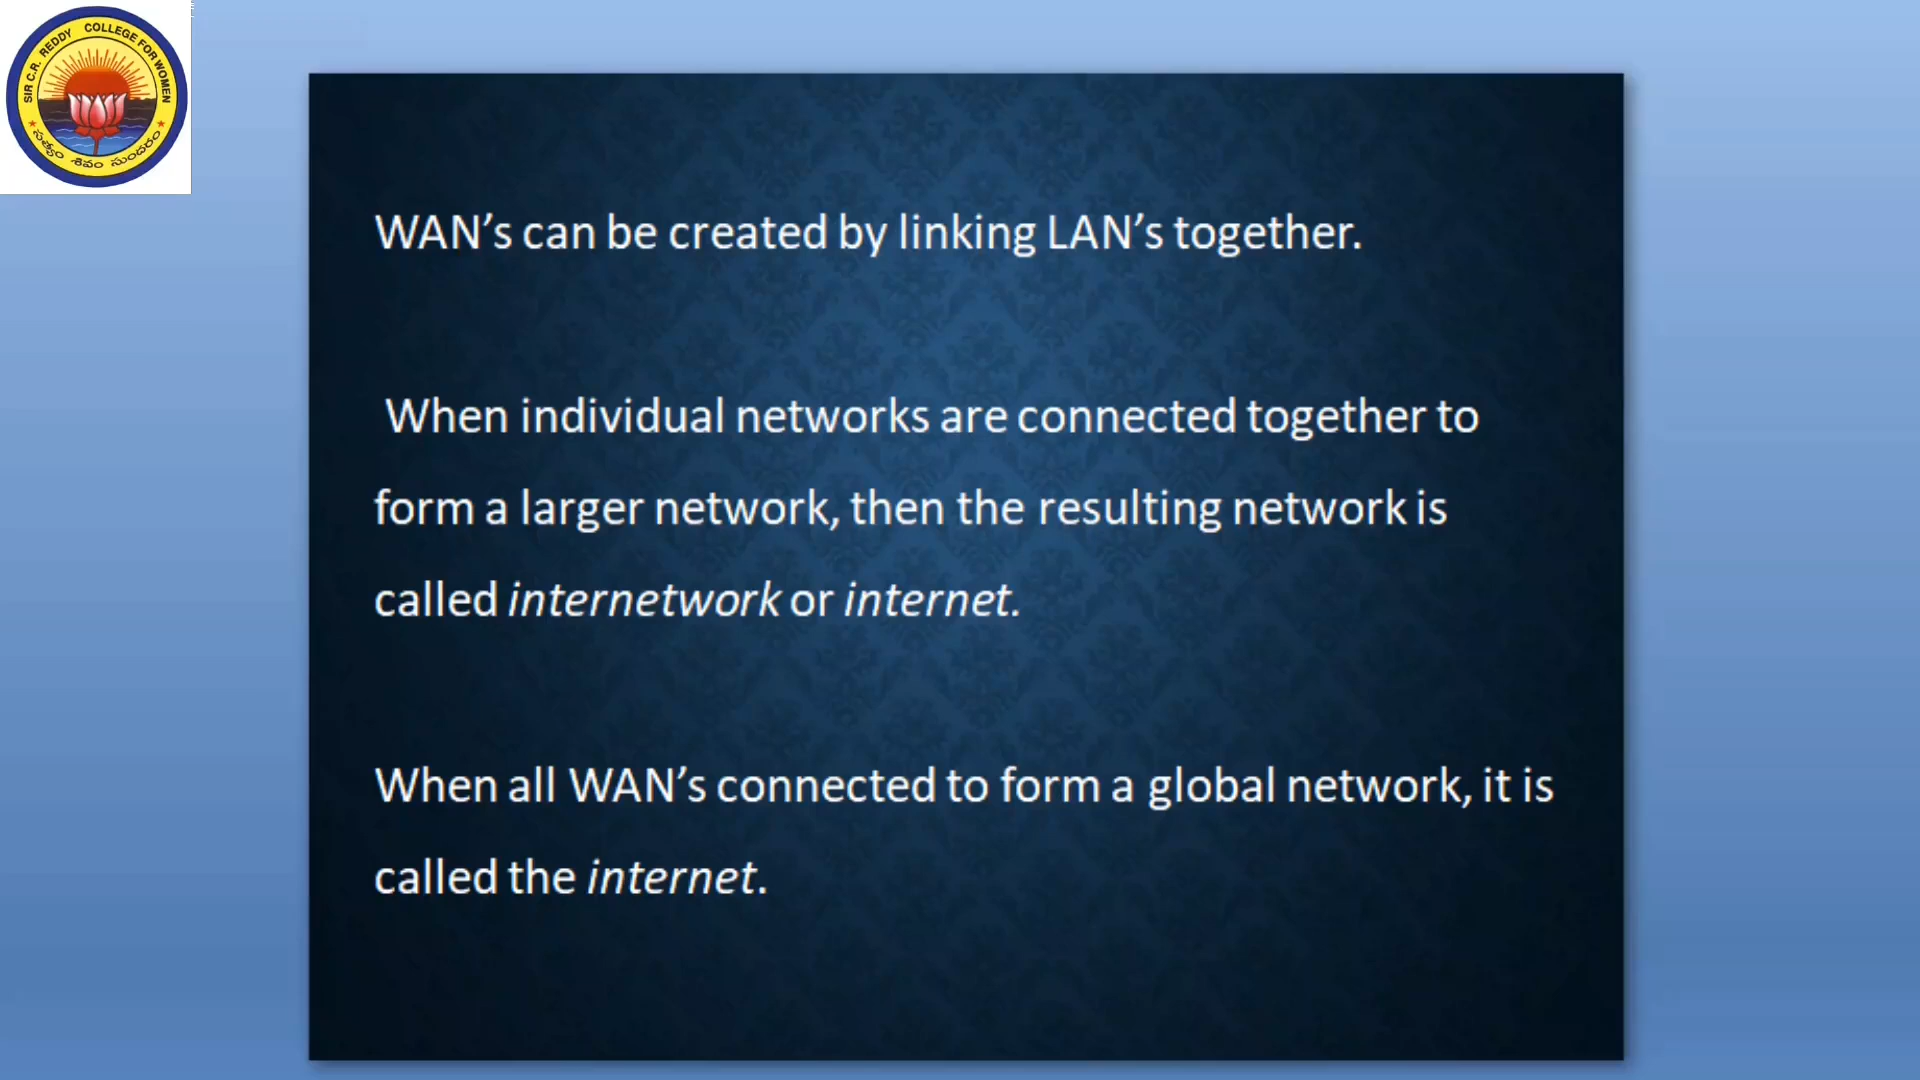 SIR C.R. REDDY COLLEGE FOR WOMEN
సత్యం శివం సుందరం
WAN’s can be created by linking LAN’s together.
When individual networks are connected together to
form a larger network, then the resulting network is
called internetwork or internet.
When all WAN’s connected to form a global network, it is
called the internet.